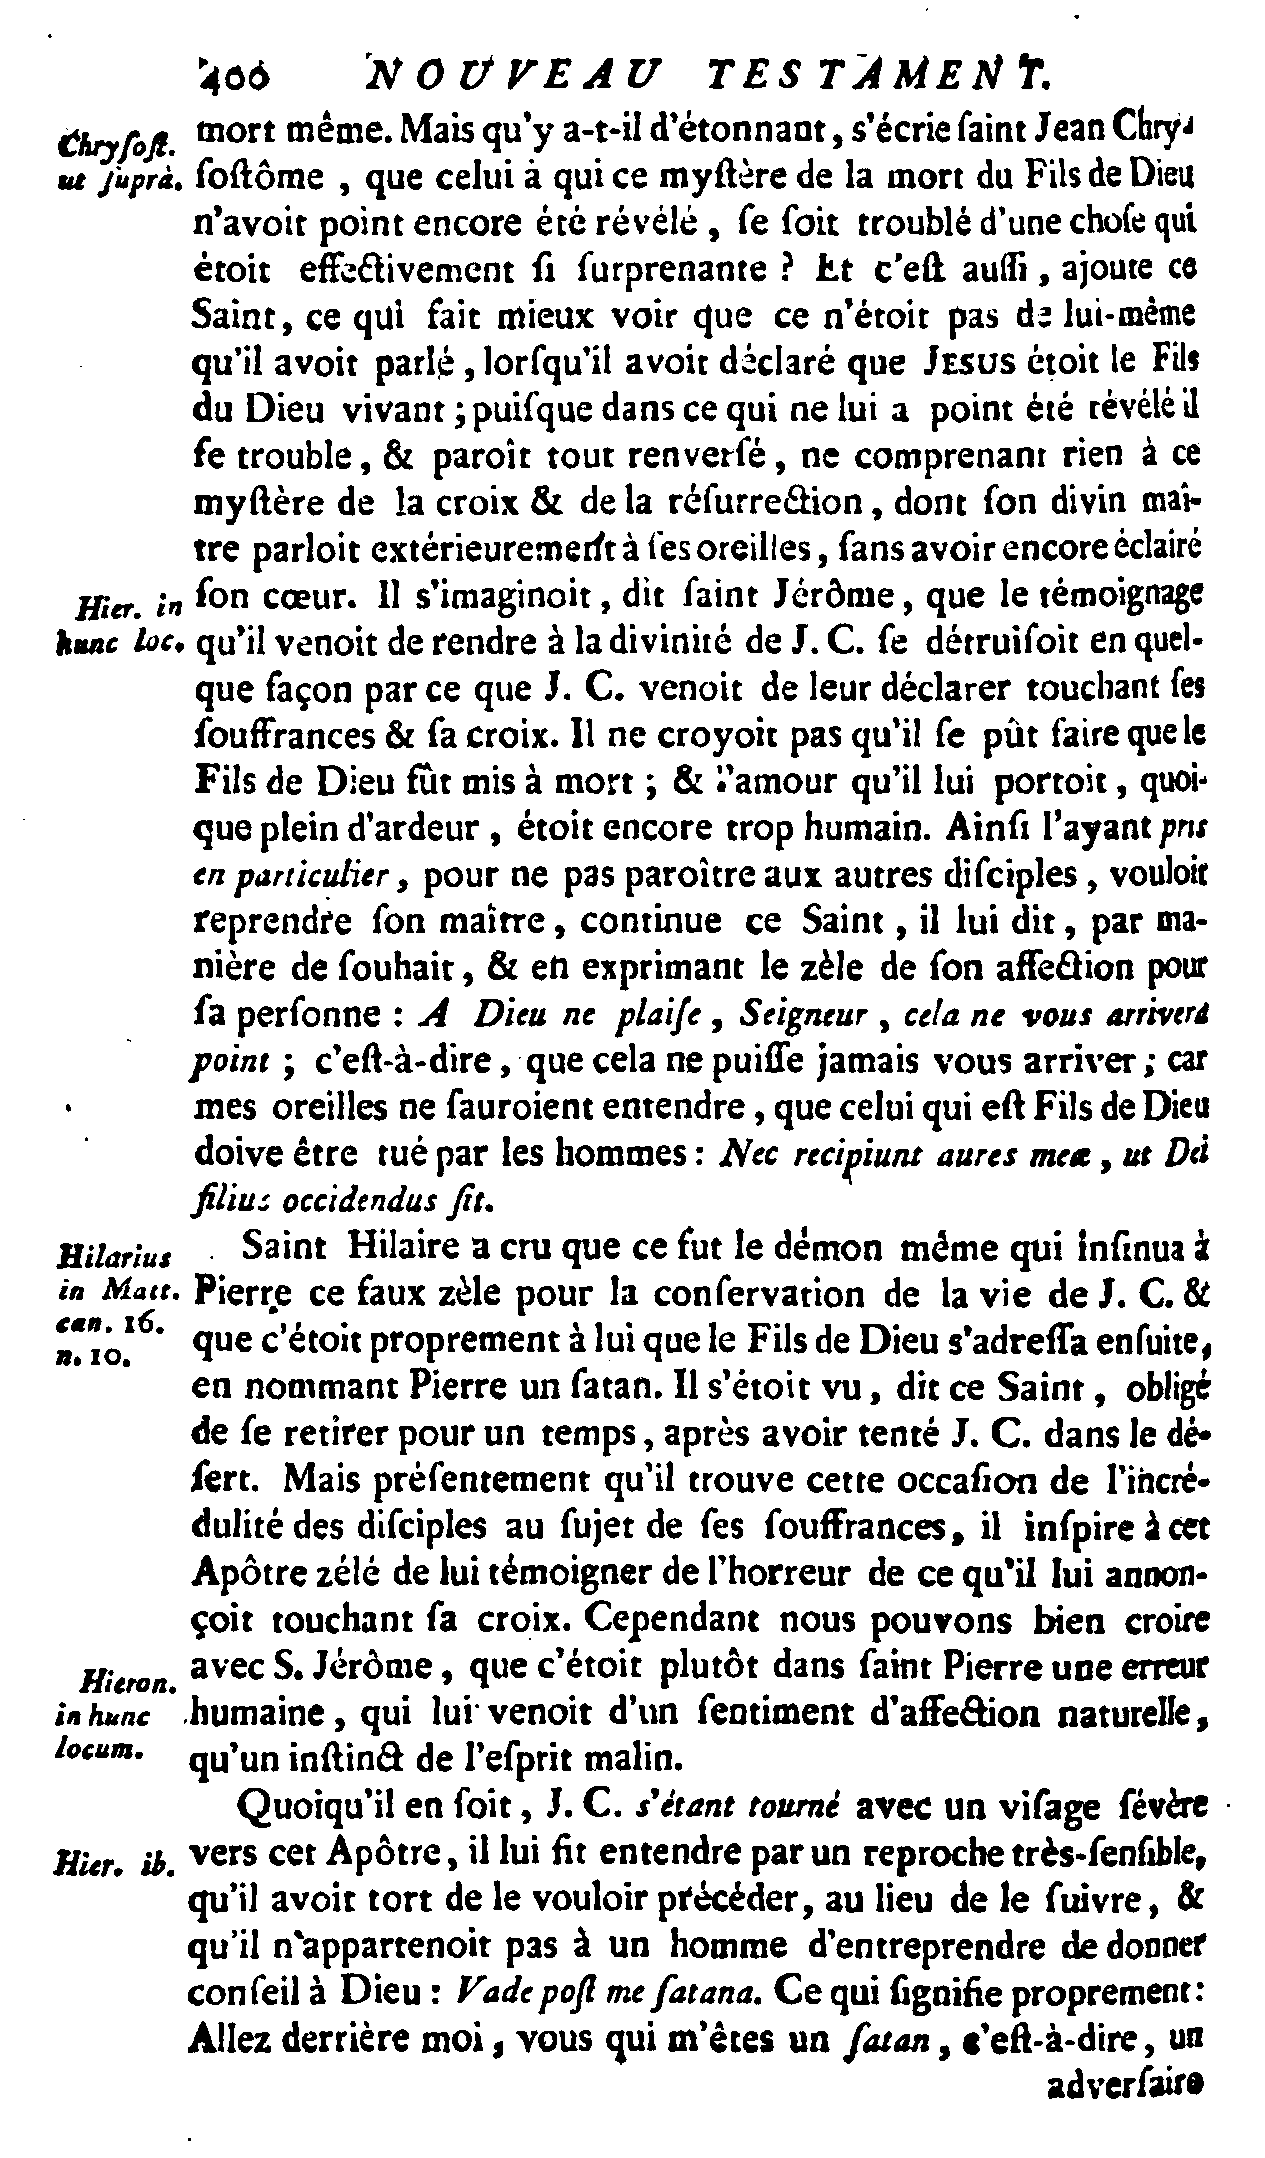 400 NOUVEAU TESTAMENT.
Chryſoſt. mort même. Mais qu'y a-t-il d'étonnant, s'écrie ſaint Jean Chry-
ut ſuprà. ſoſtôme , que celui à qui ce myſtère de la mort du Fils de Dieu
n'avoit point encore été révélé , ſe ſoit troublé d'une choſe qui
étoit effectivement ſi ſurprenante ? Et c'eſt auſſi , ajoute ce
Saint, ce qui fait mieux voir que ce n'étoit pas de lui-même
qu'il avoit parlé , lorſqu'il avoit déclaré que JESUS étoit le Fils
du Dieu vivant ; puiſque dans ce qui ne lui a point été révélé il
ſe trouble, & paroît tout renverſé , ne comprenant rien à ce
myſtère de la croix & de la réſurrection , dont ſon divin maî-
tre parloit extérieurement à ſes oreilles, ſans avoir encore éclairé
Hier. in ſon cœur. Il s'imaginoit , dit ſaint Jérôme , que le témoignage
hunc loc. qu'il venoit de rendre à la divinité de J. C. ſe détruiſoit en quel-
que façon par ce que J. C. venoit de leur déclarer touchant ſes
ſouffrances & ſa croix. Il ne croyoit pas qu'il ſe pût faire que le
Fils de Dieu fût mis à mort ; & l'amour qu'il lui portoit , quoi-
que plein d'ardeur , étoit encore trop humain. Ainſi l'ayant pris
en particulier , pour ne pas paroître aux autres diſciples , vouloit
reprendre ſon maître , continue ce Saint , il lui dit , par ma-
nière de ſouhait , & en exprimant le zèle de ſon affection pour
ſa perſonne : A Dieu ne plaiſe , Seigneur , cela ne vous arrivera
point ; c'eſt-à-dire , que cela ne puiſſe jamais vous arriver ; car
mes oreilles ne ſauroient entendre , que celui qui eſt Fils de Dieu
doive être tué par les hommes : Nec recipiunt aures meæ , ut Dei
filius occidendus ſit.
Hilarius Saint Hilaire a cru que ce fut le démon même qui inſinua à
in Matt. Pierre ce faux zèle pour la conſervation de la vie de J. C. &
can. 16. que c'étoit proprement à lui que le Fils de Dieu s'adreſſa enſuite,
n. 10. en nommant Pierre un ſatan. Il s'étoit vu , dit ce Saint , obligé
de ſe retirer pour un temps , après avoir tenté J. C. dans le dé-
ſert. Mais préſentement qu'il trouve cette occaſion de l'incré-
dulité des diſciples au ſujet de ſes ſouffrances, il inſpire à cet
Apôtre zélé de lui témoigner de l'horreur de ce qu'il lui annon-
çoit touchant ſa croix. Cependant nous pouvons bien croire
Hieron. avec S. Jérôme , que c'étoit plutôt dans ſaint Pierre une erreur
in hunc humaine , qui lui venoit d'un ſentiment d'affection naturelle,
locum. qu'un inſtinct de l'eſprit malin.
Quoiqu'il en ſoit , J. C. s'étant tourné avec un viſage ſévère
Hier. ib. vers cet Apôtre , il lui fit entendre par un reproche très-ſenſible,
qu'il avoit tort de le vouloir précéder, au lieu de le ſuivre , &
qu'il n'appartenoit pas à un homme d'entreprendre de donner
conſeil à Dieu : Vade poſt me ſatana. Ce qui ſignifie proprement :
Allez derrière moi , vous qui m'êtes un ſatan , c'eſt-à-dire , un
adverſaire